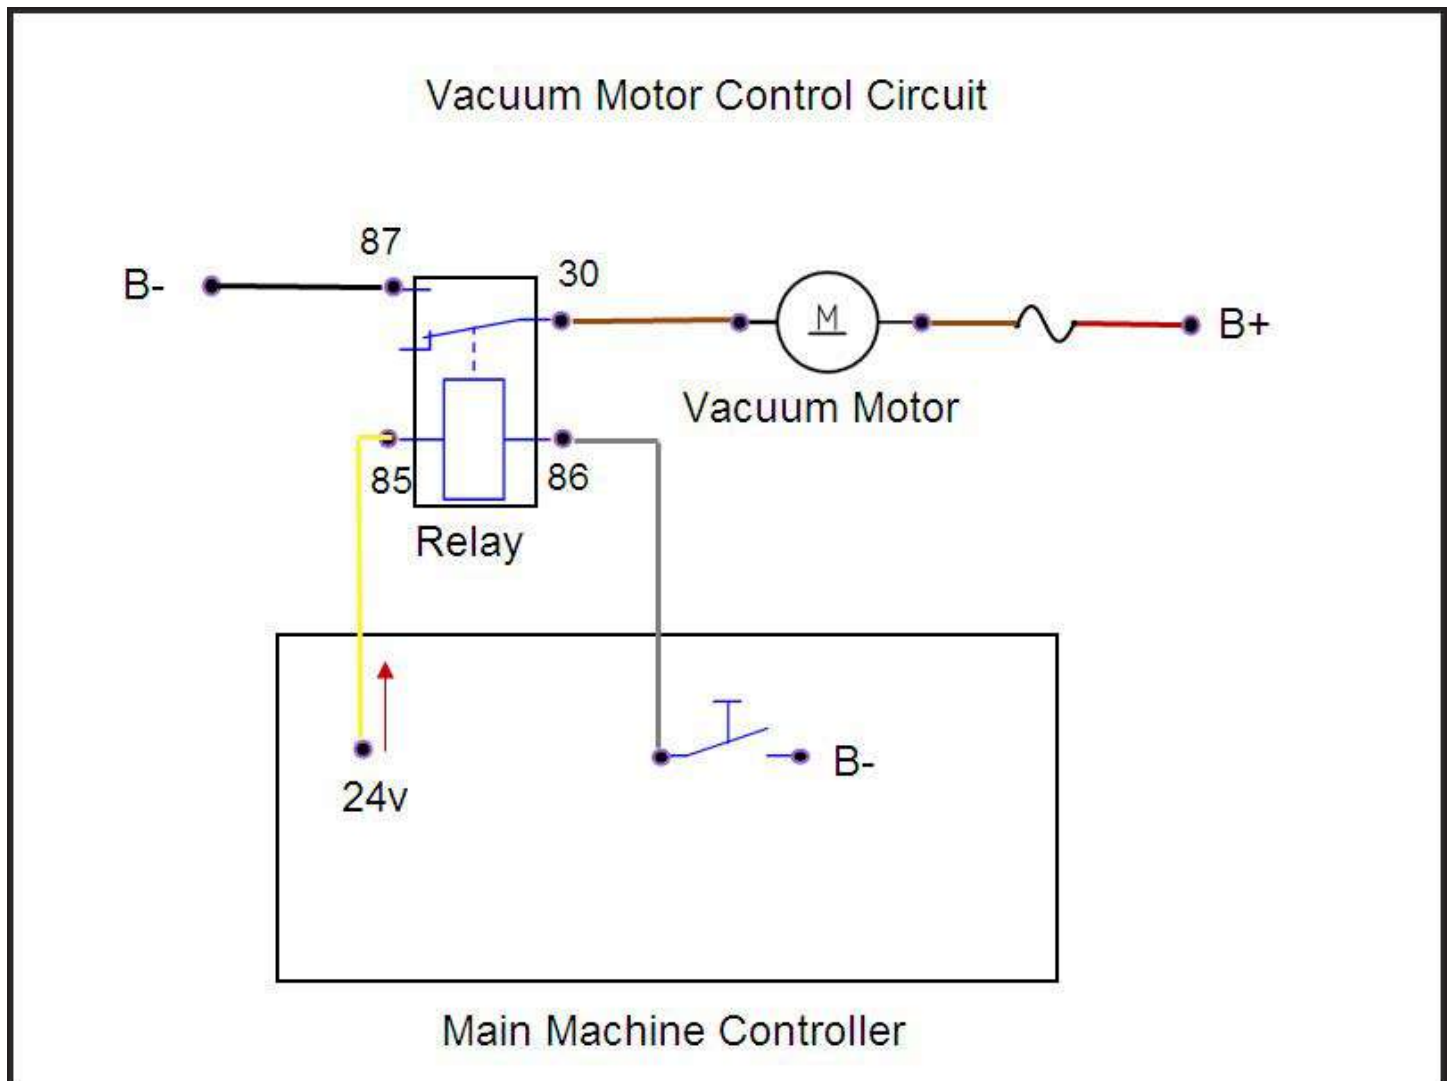 Vacuum Motor Control Circuit
87
30
B-
M
B+
Vacuum Motor
85
86
Relay
24v
B-
Main Machine Controller